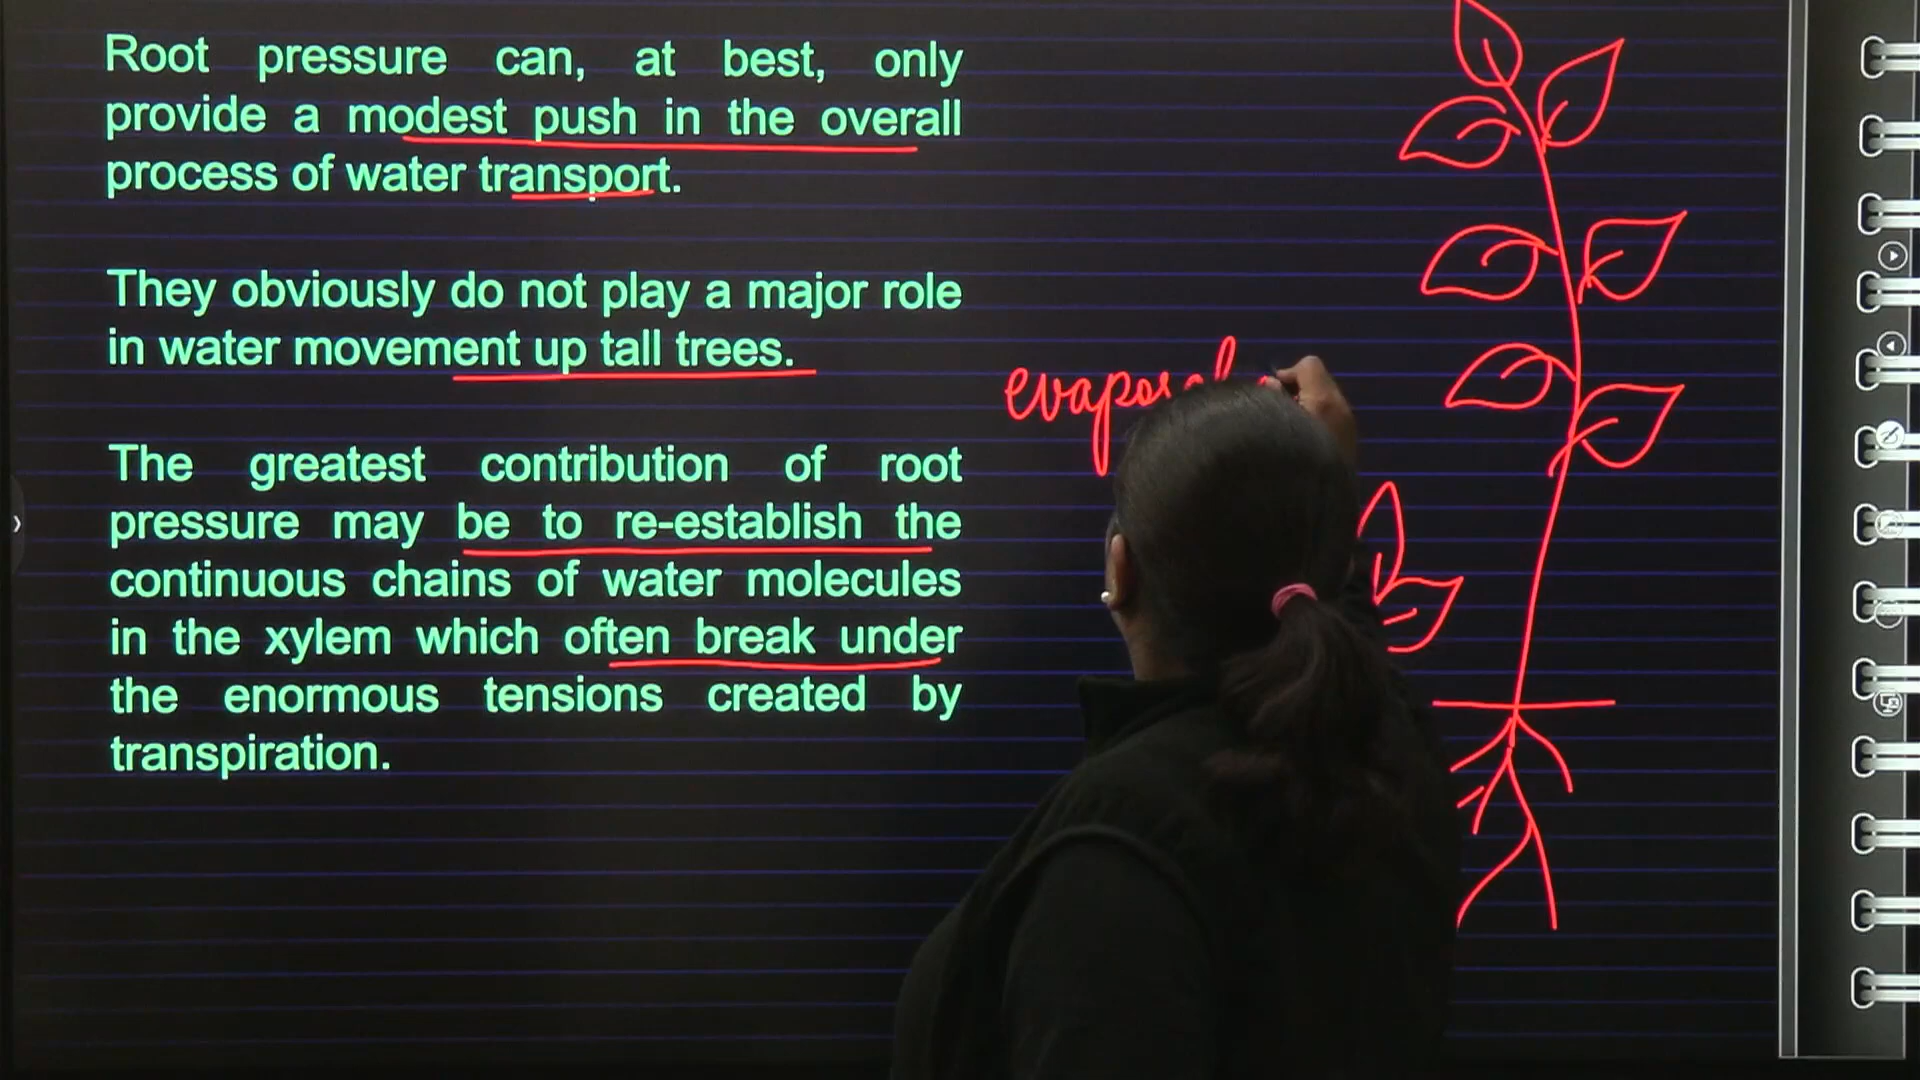 Root pressure can, at best, only
provide a modest push in the overall
process of water transport.
They obviously do not play a major role
in water movement up tall trees.
The greatest contribution of root
pressure may be to re-establish the
continuous chains of water molecules
in the xylem which often break under
the enormous tensions created by
transpiration.